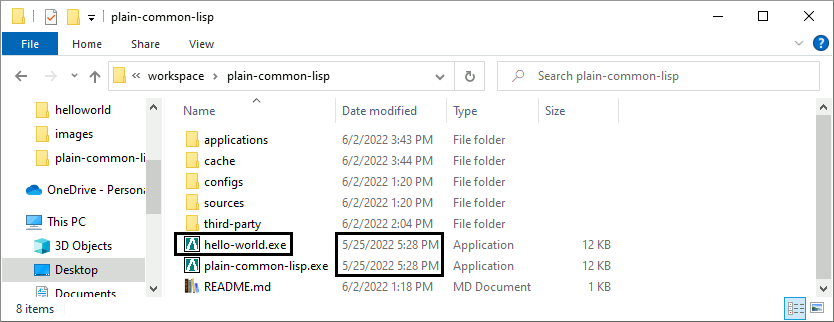 plain-common-lisp
File Home Share View
workspace plain-common-lisp Search plain-common-lisp
helloworld
images
plain-common-li
OneDrive - Persona
This PC
3D Objects
Desktop
Documents
Name Date modified Type Size
applications 6/2/2022 3:43 PM File folder
cache 6/2/2022 3:44 PM File folder
configs 6/2/2022 1:20 PM File folder
sources 6/2/2022 1:20 PM File folder
third-party 6/2/2022 2:04 PM File folder
hello-world.exe 5/25/2022 5:28 PM Application 12 KB
plain-common-lisp.exe 5/25/2022 5:28 PM Application 12 KB
README.md 6/2/2022 1:18 PM MD Document 1 KB
8 items